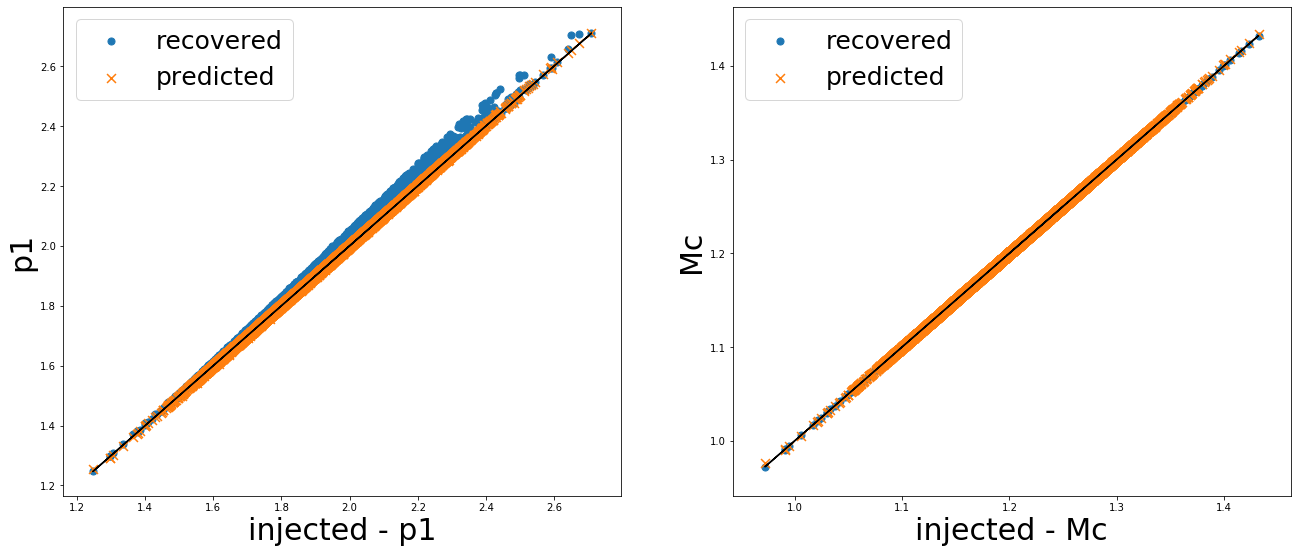 recovered
predicted
p1
2.6
2.4
2.2
2.0
1.8
1.6
1.4
1.2
1.2 1.4 1.6 1.8 2.0 2.2 2.4 2.6
injected - p1
recovered
predicted
Mc
1.4
1.3
1.2
1.1
1.0
1.0 1.1 1.2 1.3 1.4
injected - Mc